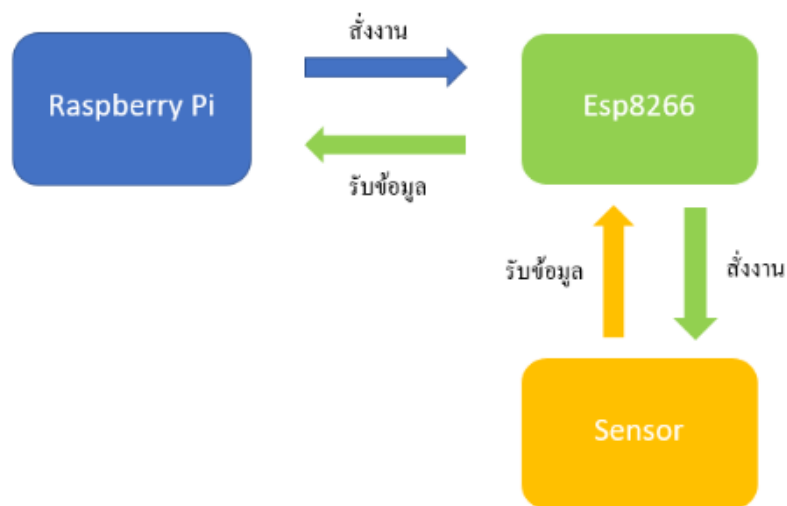 สั่งงาน
Raspberry Pi
Esp8266
รับข้อมูล
รับข้อมูล
สั่งงาน
Sensor